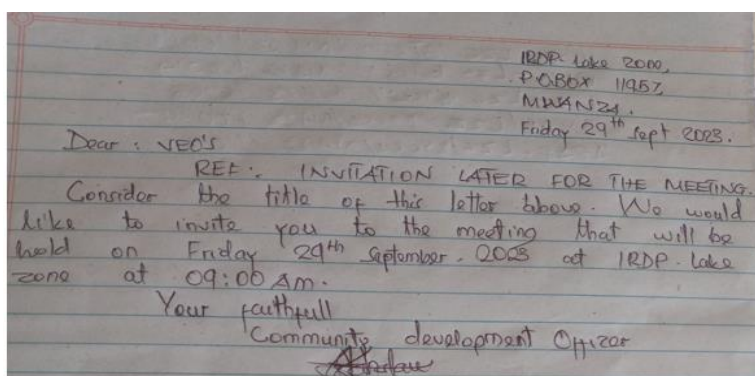 IRDP- Lake Zone,
P.O.BOX 11957,
MWANZA.
Friday 29th Sept 2023.
Dear : VEO'S
REF:. INVITATION LATER FOR THE MEETING.
Consider the title of this letter above. We would
like to invite you to the meeting that will be
held on Friday 29th September. 2023 at IRDP- Lake
zone at 09:00 AM.
Your faithfull
Community development Officer